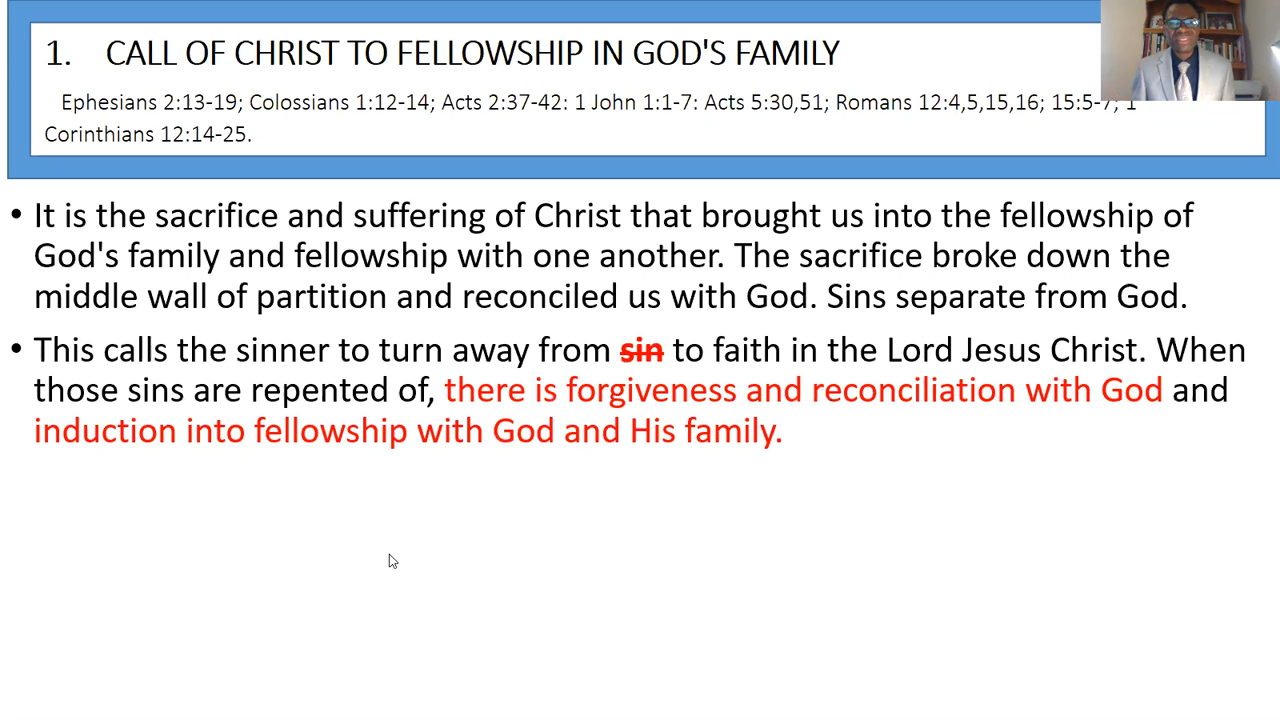 1. CALL OF CHRIST TO FELLOWSHIP IN GOD'S FAMILY
Ephesians 2:13-19; Colossians 1:12-14; Acts 2:37-42: 1 John 1:1-7: Acts 5:30,51; Romans 12:4,5,15,16; 15:5-7; 1
Corinthians 12:14-25.
• It is the sacrifice and suffering of Christ that brought us into the fellowship of
God's family and fellowship with one another. The sacrifice broke down the
middle wall of partition and reconciled us with God. Sins separate from God.
• This calls the sinner to turn away from sin to faith in the Lord Jesus Christ. When
those sins are repented of, there is forgiveness and reconciliation with God and
induction into fellowship with God and His family.